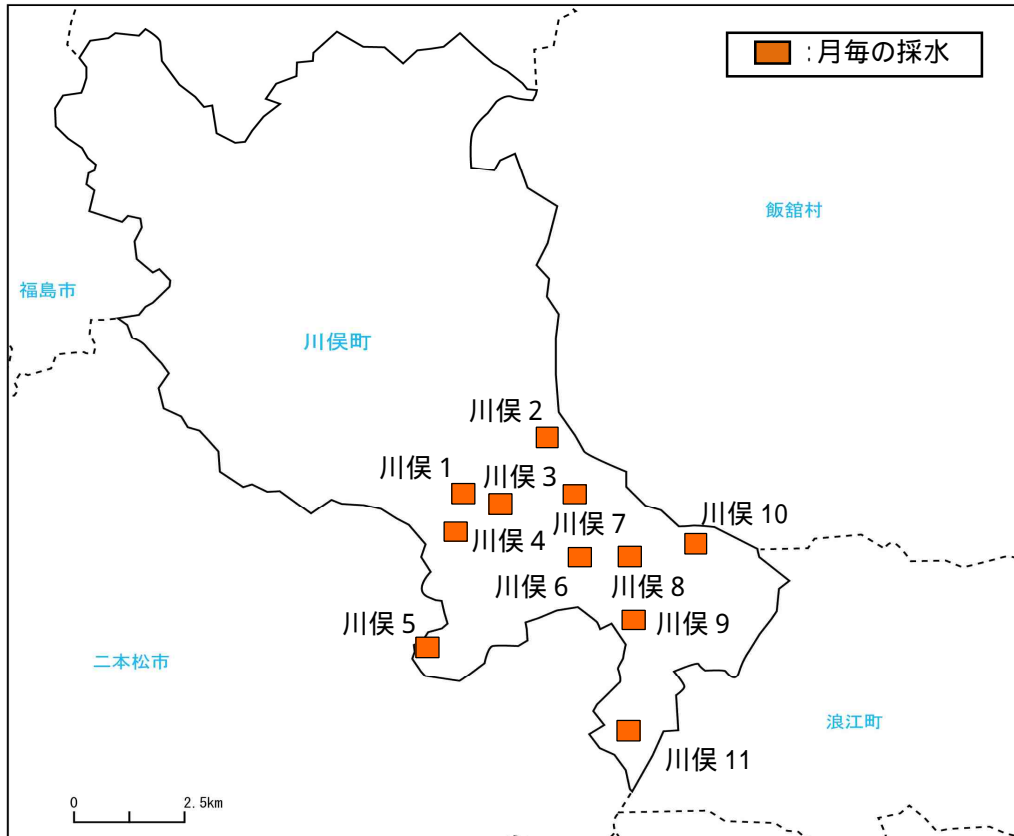 ：月毎の採水
飯舘村
福島市
川俣町
川俣 2
川俣 1
川俣 3
川俣 10
川俣 7
川俣 4
川俣 6
川俣 8
川俣 5
川俣 9
二本松市
浪江町
川俣 11
0
2.5km